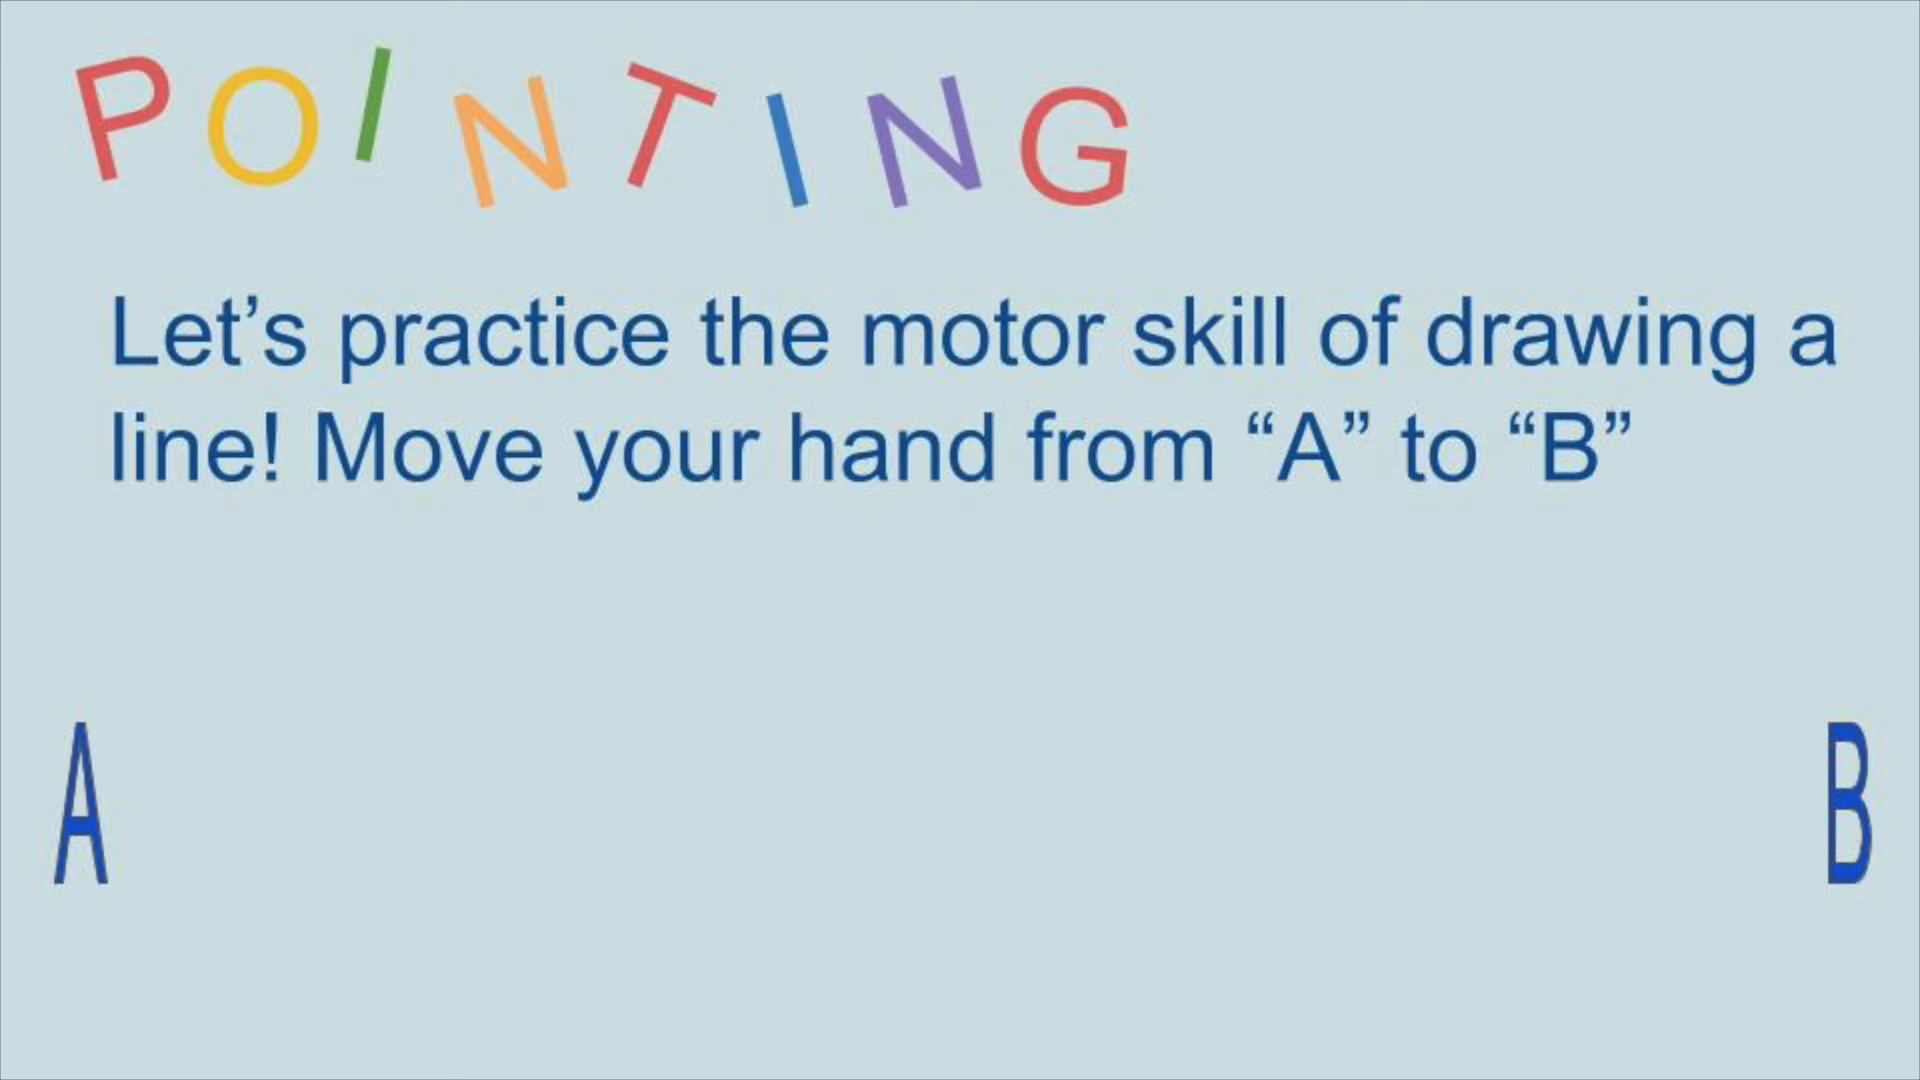 POINTING
Let’s practice the motor skill of drawing a
line! Move your hand from “A” to “B”
A B